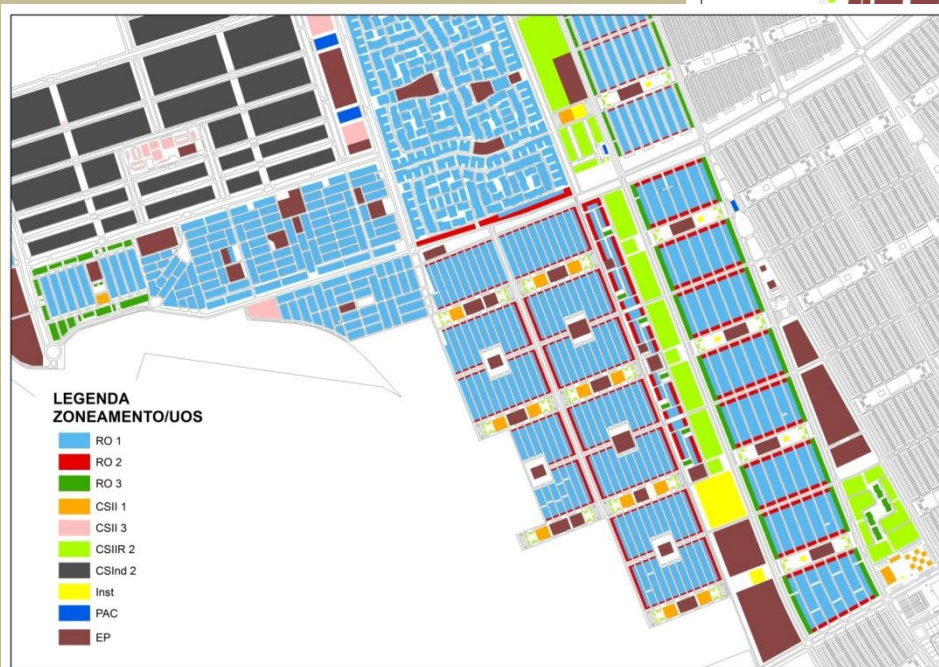 LEGENDA
ZONEAMENTO/UOS
RO 1
RO 2
RO 3
CSII 1
CSII 3
CSIIR 2
CSInd 2
Inst
PAC
EP